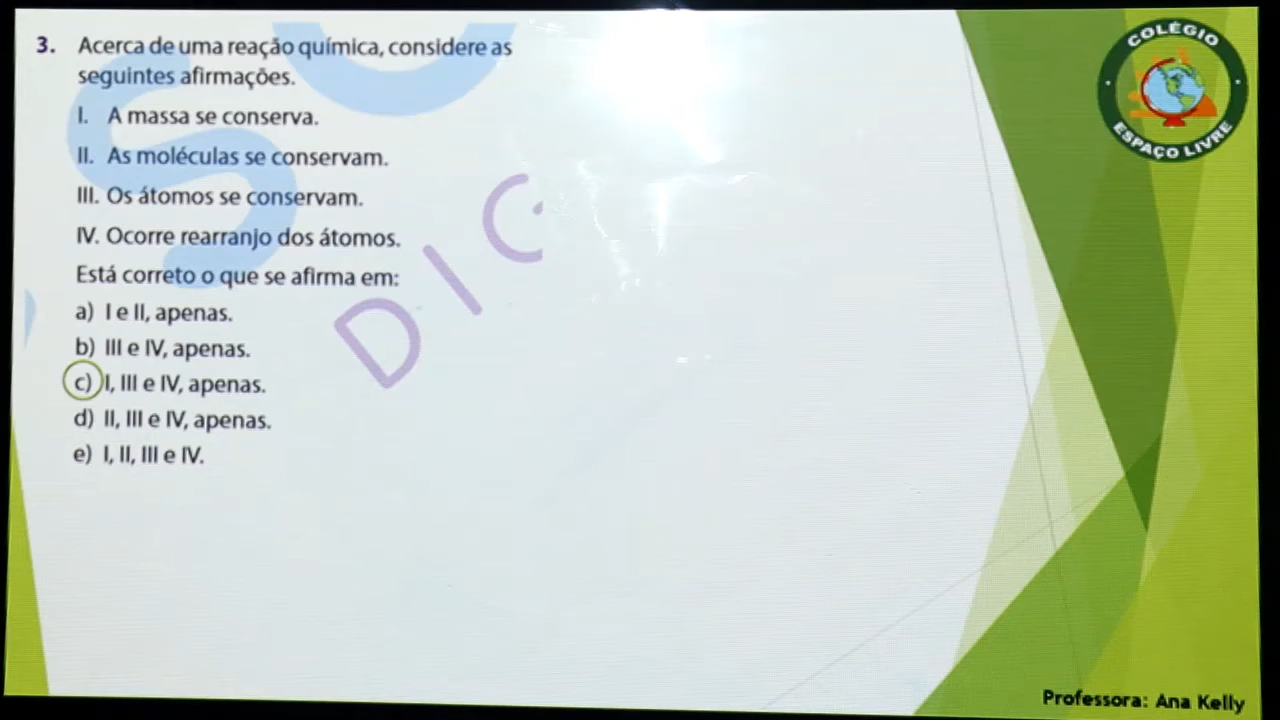 3. Acerca de uma reação química, considere as
seguintes afirmações.
I. A massa se conserva.
II. As moléculas se conservam.
III. Os átomos se conservam.
IV. Ocorre rearranjo dos átomos.
Está correto o que se afirma em:
a) I e II, apenas.
b) III e IV, apenas.
c) I, III e IV, apenas.
d) II, III e IV, apenas.
e) I, II, III e IV.
COLÉGIO
ESPAÇO LIVRE
Professora: Ana Kelly